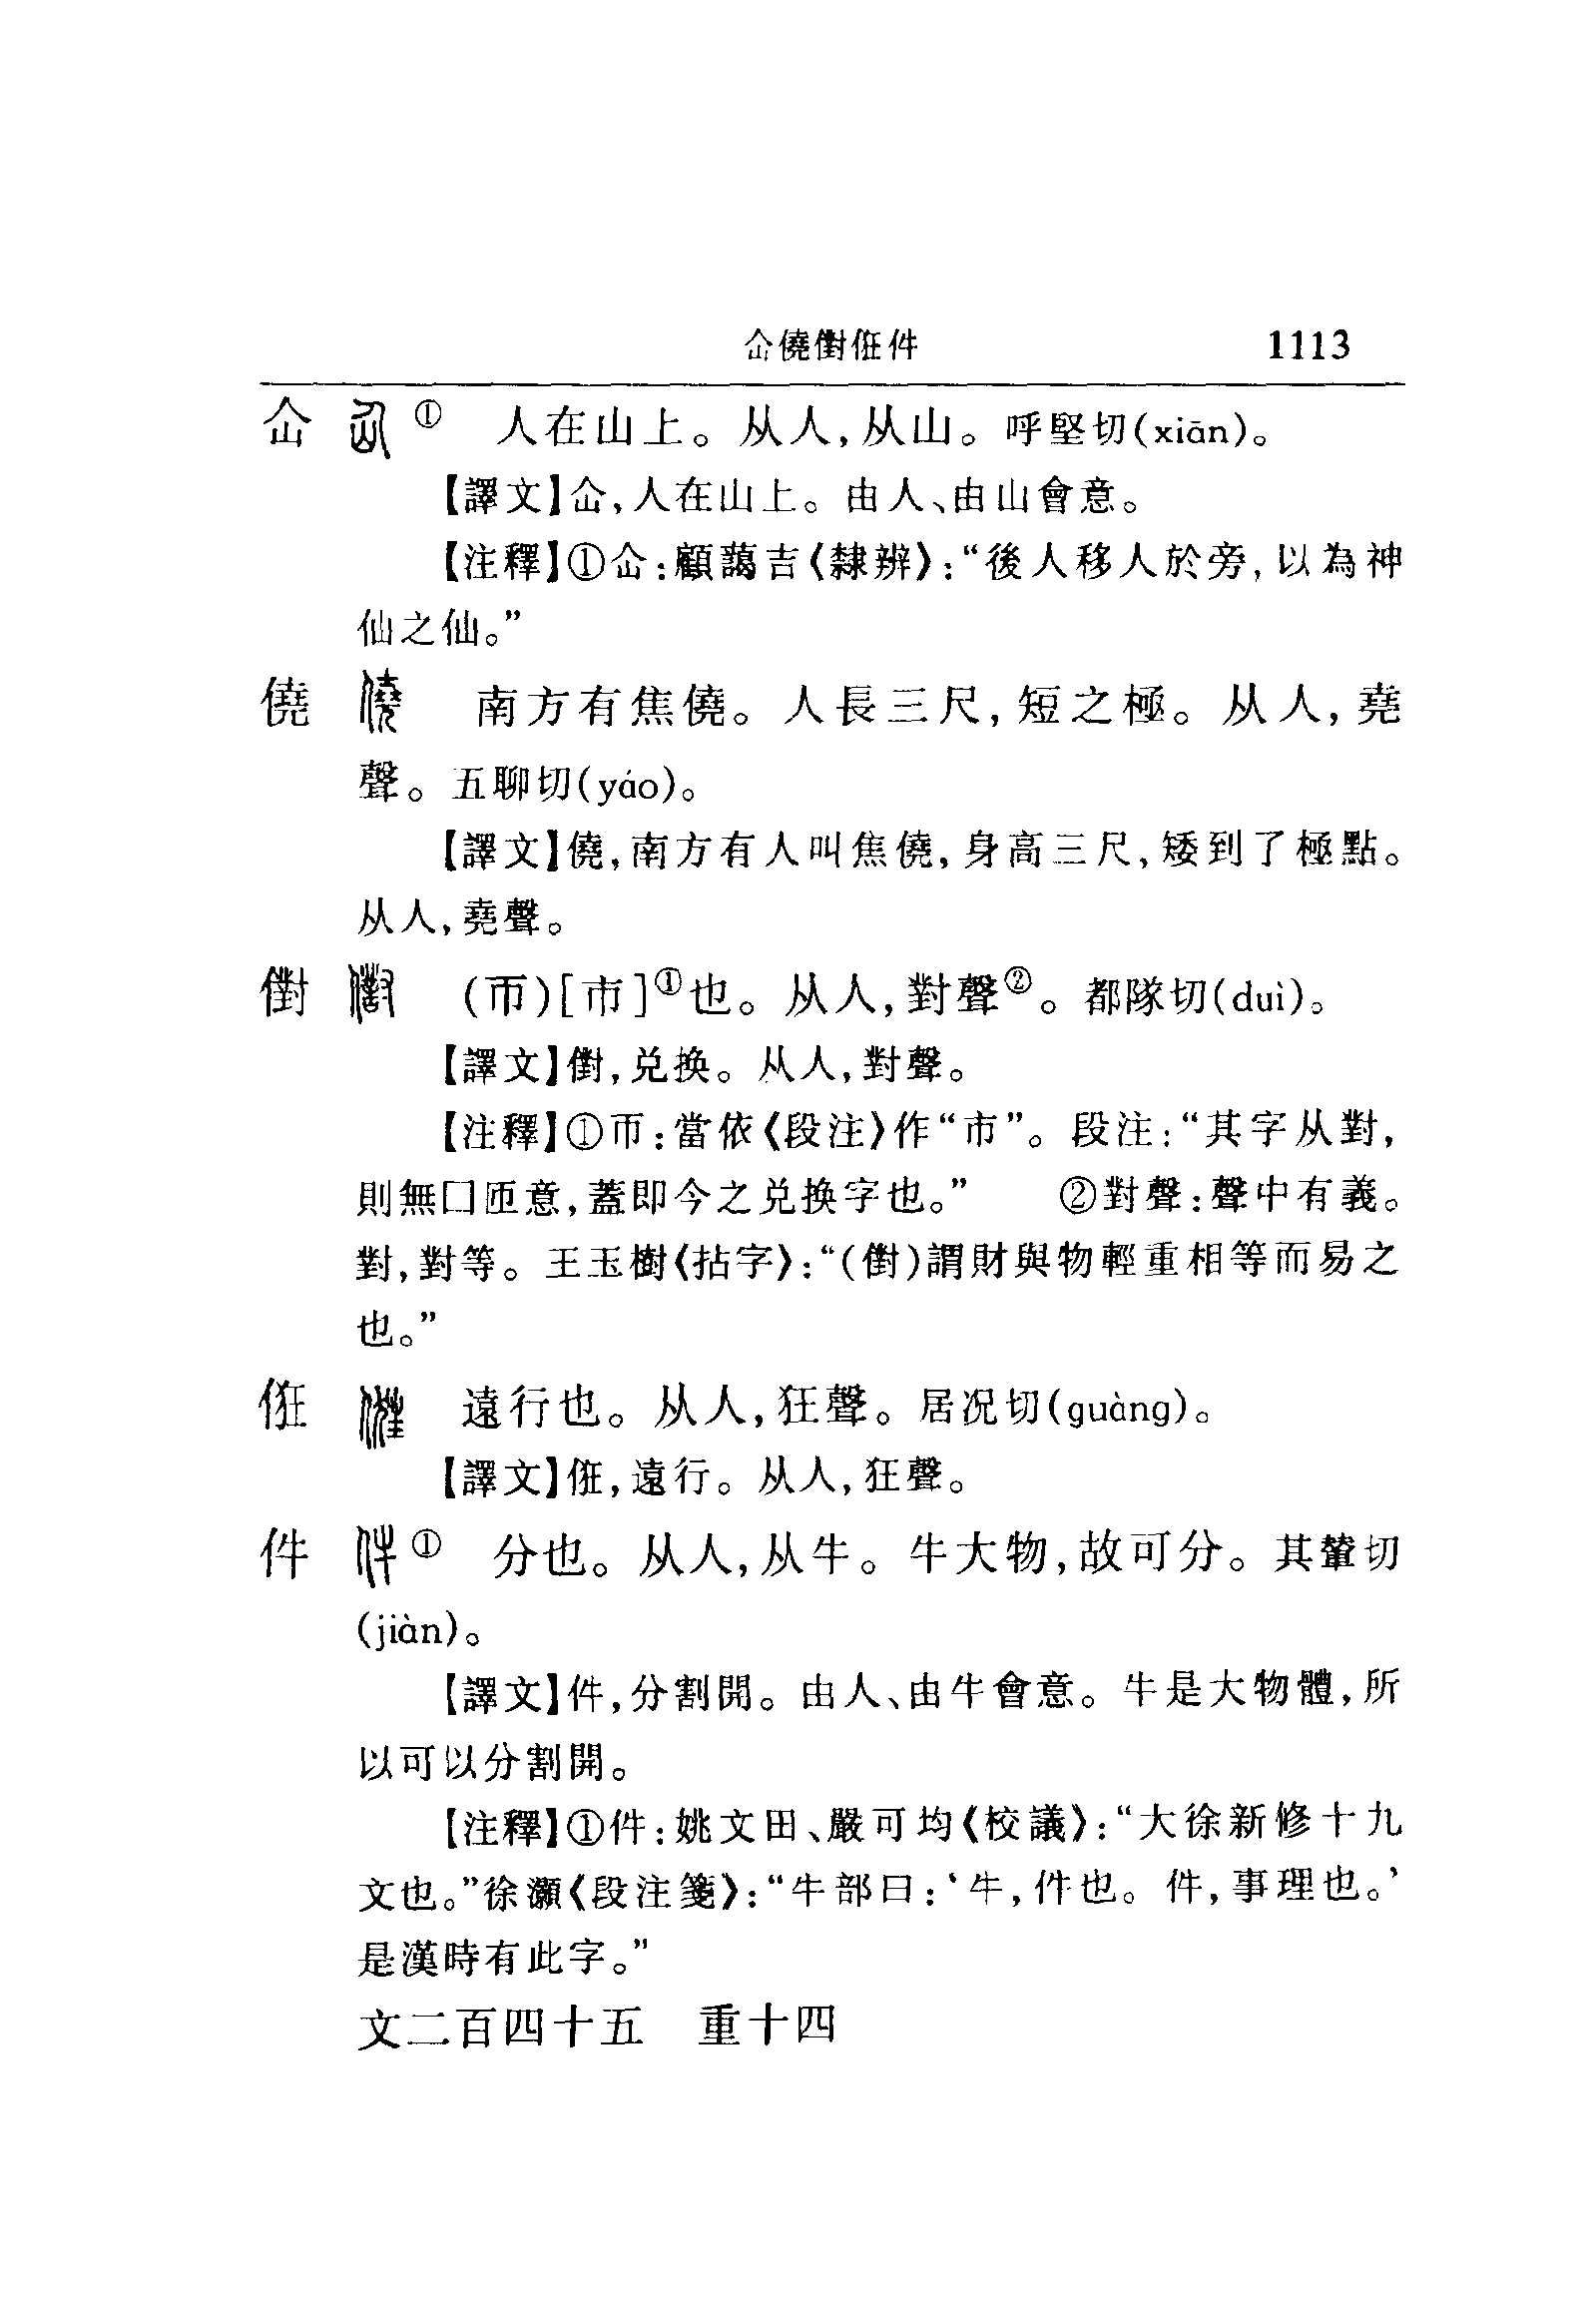 仚僥㒛俇件 1113
仚 ① 人在山上。从人,从山。呼堅切(xiān)。
【譯文】仚,人在山上。由人、由山會意。
【注釋】①仚:顧藹吉《隸辨》:“後人移人於旁,以為神
仙之仙。”
僥 南方有焦僥。人長三尺,短之極。从人,堯
聲。五聊切(yáo)。
【譯文】僥,南方有人叫焦僥,身高三尺,矮到了極點。
从人,堯聲。
㒛 (帀)[市]①也。从人,對聲②。都隊切(duì)。
【譯文】㒛,兑换。从人,對聲。
【注釋】①帀:當依《段注》作“市”。段注:“其字从對,
則無囗匝意,蓋即今之兑换字也。” ②對聲:聲中有義。
對,對等。王玉樹《拈字》:“(㒛)謂財與物輕重相等而易之
也。”
俇 遠行也。从人,狂聲。居况切(guàng)。
【譯文】俇,遠行。从人,狂聲。
件 ① 分也。从人,从牛。牛大物,故可分。其輦切
(jiàn)。
【譯文】件,分割開。由人、由牛會意。牛是大物體,所
以可以分割開。
【注釋】①件:姚文田、嚴可均《校議》:“大徐新修十九
文也。”徐灝《段注箋》:“牛部曰:‘牛,件也。件,事理也。’
是漢時有此字。”
文二百四十五 重十四